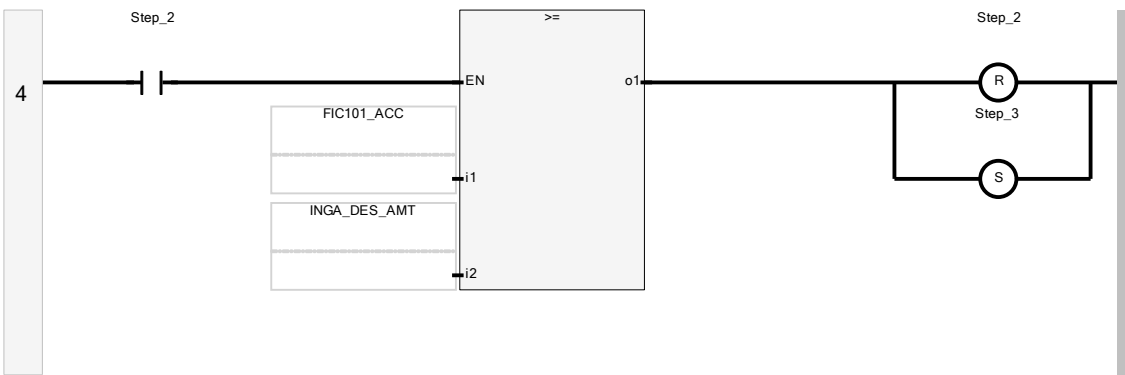 Step_2
>=
Step_2
4
EN
o1
R
FIC101_ACC
Step_3
i1
S
INGA_DES_AMT
i2